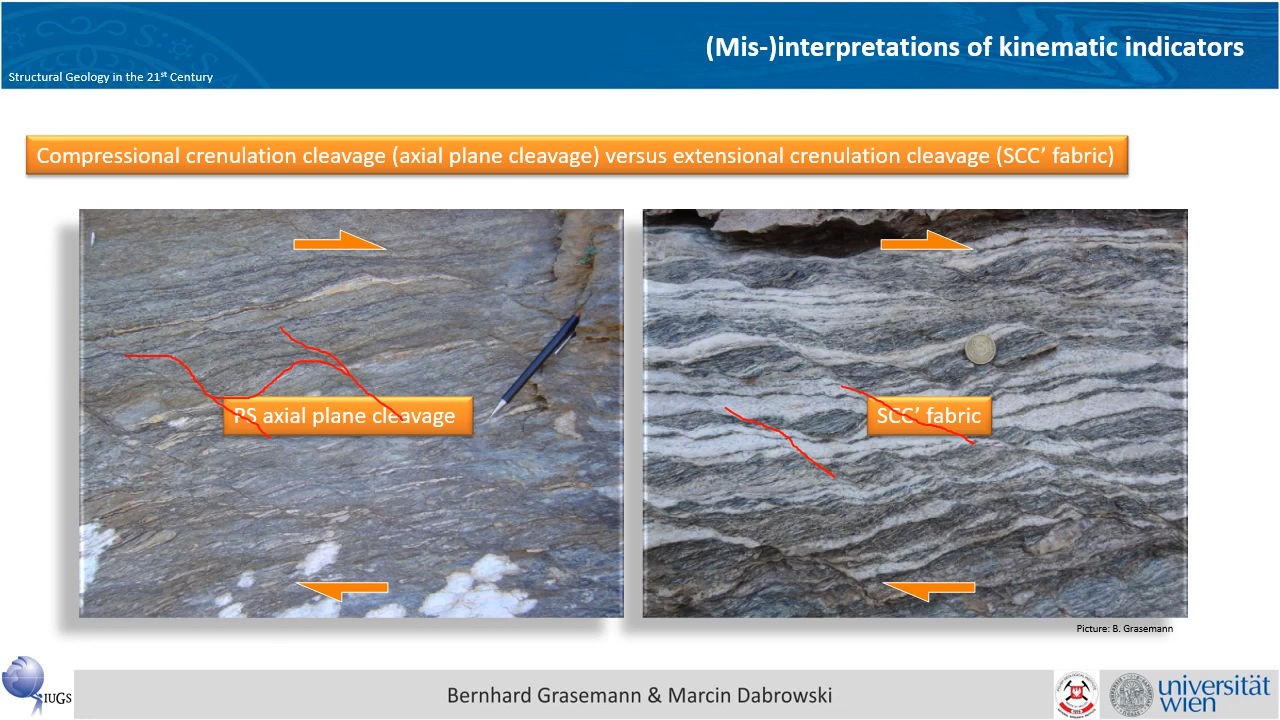 (Mis-)interpretations of kinematic indicators
Structural Geology in the 21st Century
Compressional crenulation cleavage (axial plane cleavage) versus extensional crenulation cleavage (SCC’ fabric)
PS axial plane cleavage
SCC’ fabric
Picture: B. Grasemann
IUGS
Bernhard Grasemann & Marcin Dabrowski
universität
wien